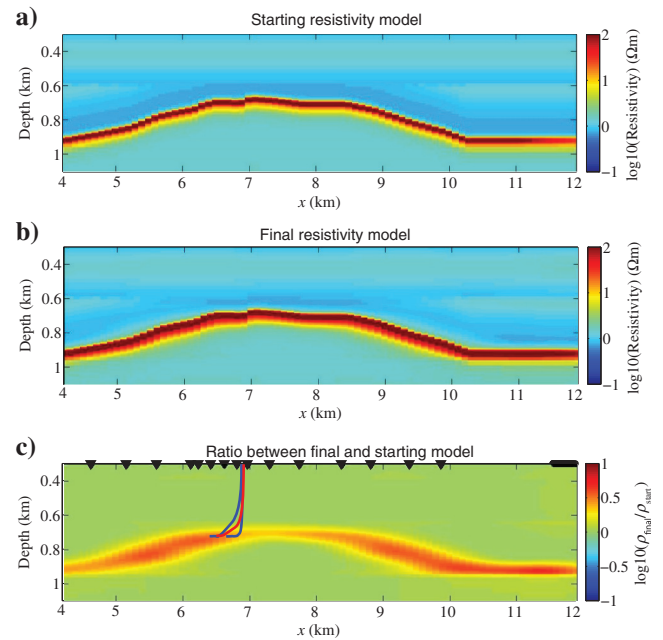 a)
Starting resistivity model
Depth (km)
0.4
0.6
0.8
1
4 5 6 7 8 9 10 11 12
x (km)
2
1
0
−1
log10(Resistivity) (Ωm)
b)
Final resistivity model
Depth (km)
0.4
0.6
0.8
1
4 5 6 7 8 9 10 11 12
x (km)
2
1
0
−1
log10(Resistivity) (Ωm)
c)
Ratio between final and starting model
Depth (km)
0.4
0.6
0.8
1
4 5 6 7 8 9 10 11 12
x (km)
1
0.5
0
−0.5
−1
log10(ρfinal/ρstart)